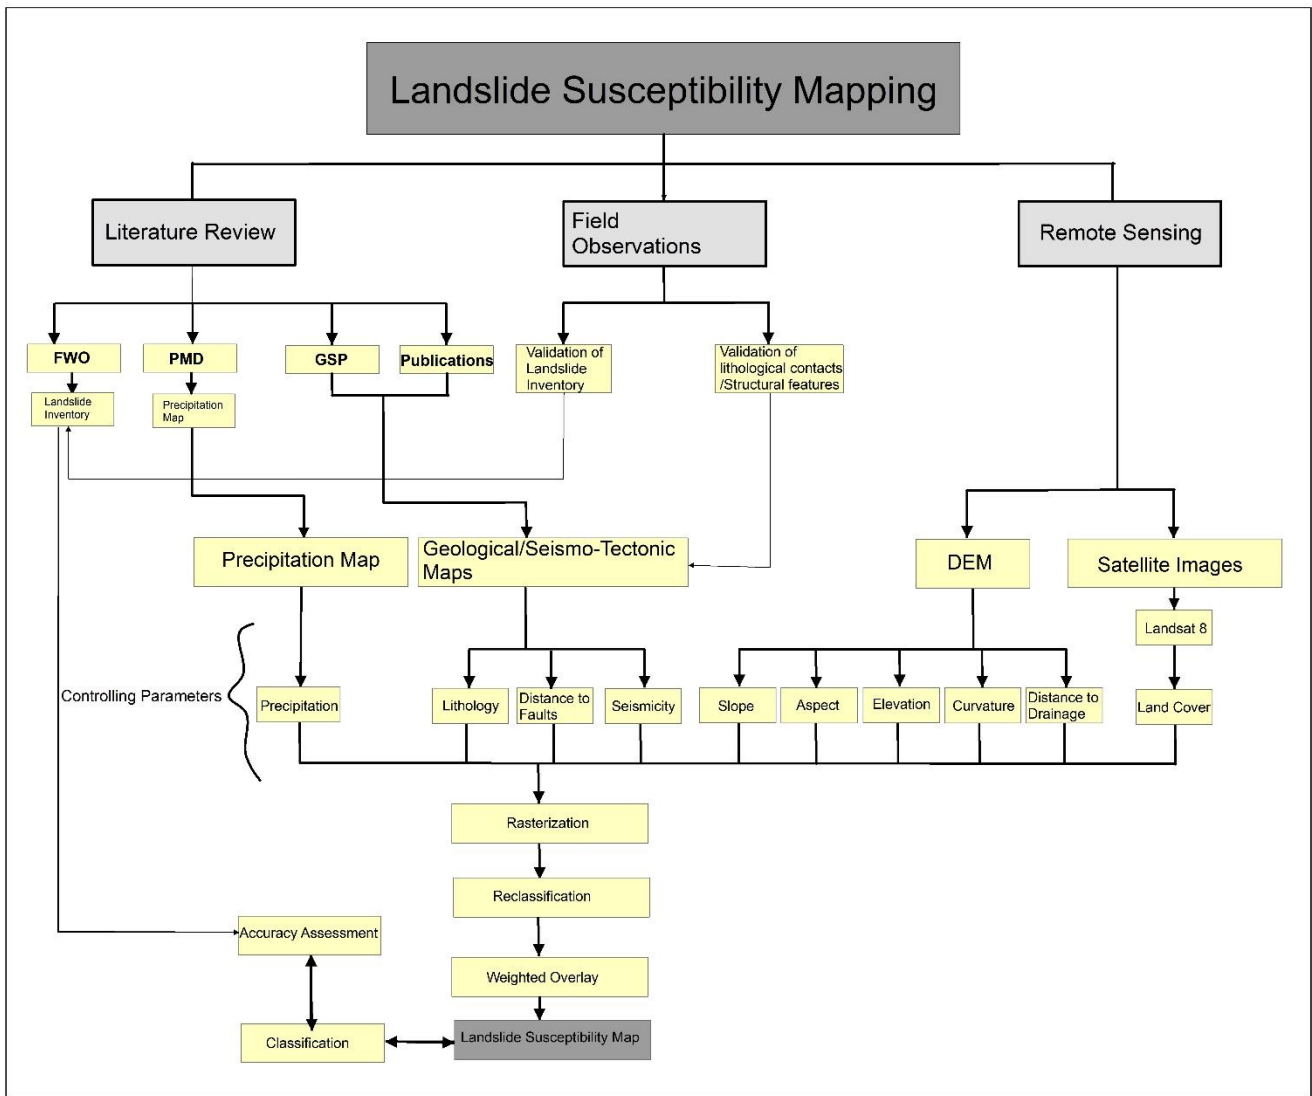 Landslide Susceptibility Mapping
Literature Review
Field
Observations
Remote Sensing
FWO
PMD
GSP
Publications
Validation of
Landslide
Inventory
Validation of
lithological contacts
/Structural features
Landslide
Inventory
Precipitation
Map
Precipitation Map
Geological/Seismo-Tectonic
Maps
DEM
Satellite Images
Landsat 8
Controlling Parameters
Precipitation
Lithology
Distance to
Faults
Seismicity
Slope
Aspect
Elevation
Curvature
Distance to
Drainage
Land Cover
Rasterization
Reclassification
Accuracy Assessment
Weighted Overlay
Classification
Landslide Susceptibility Map